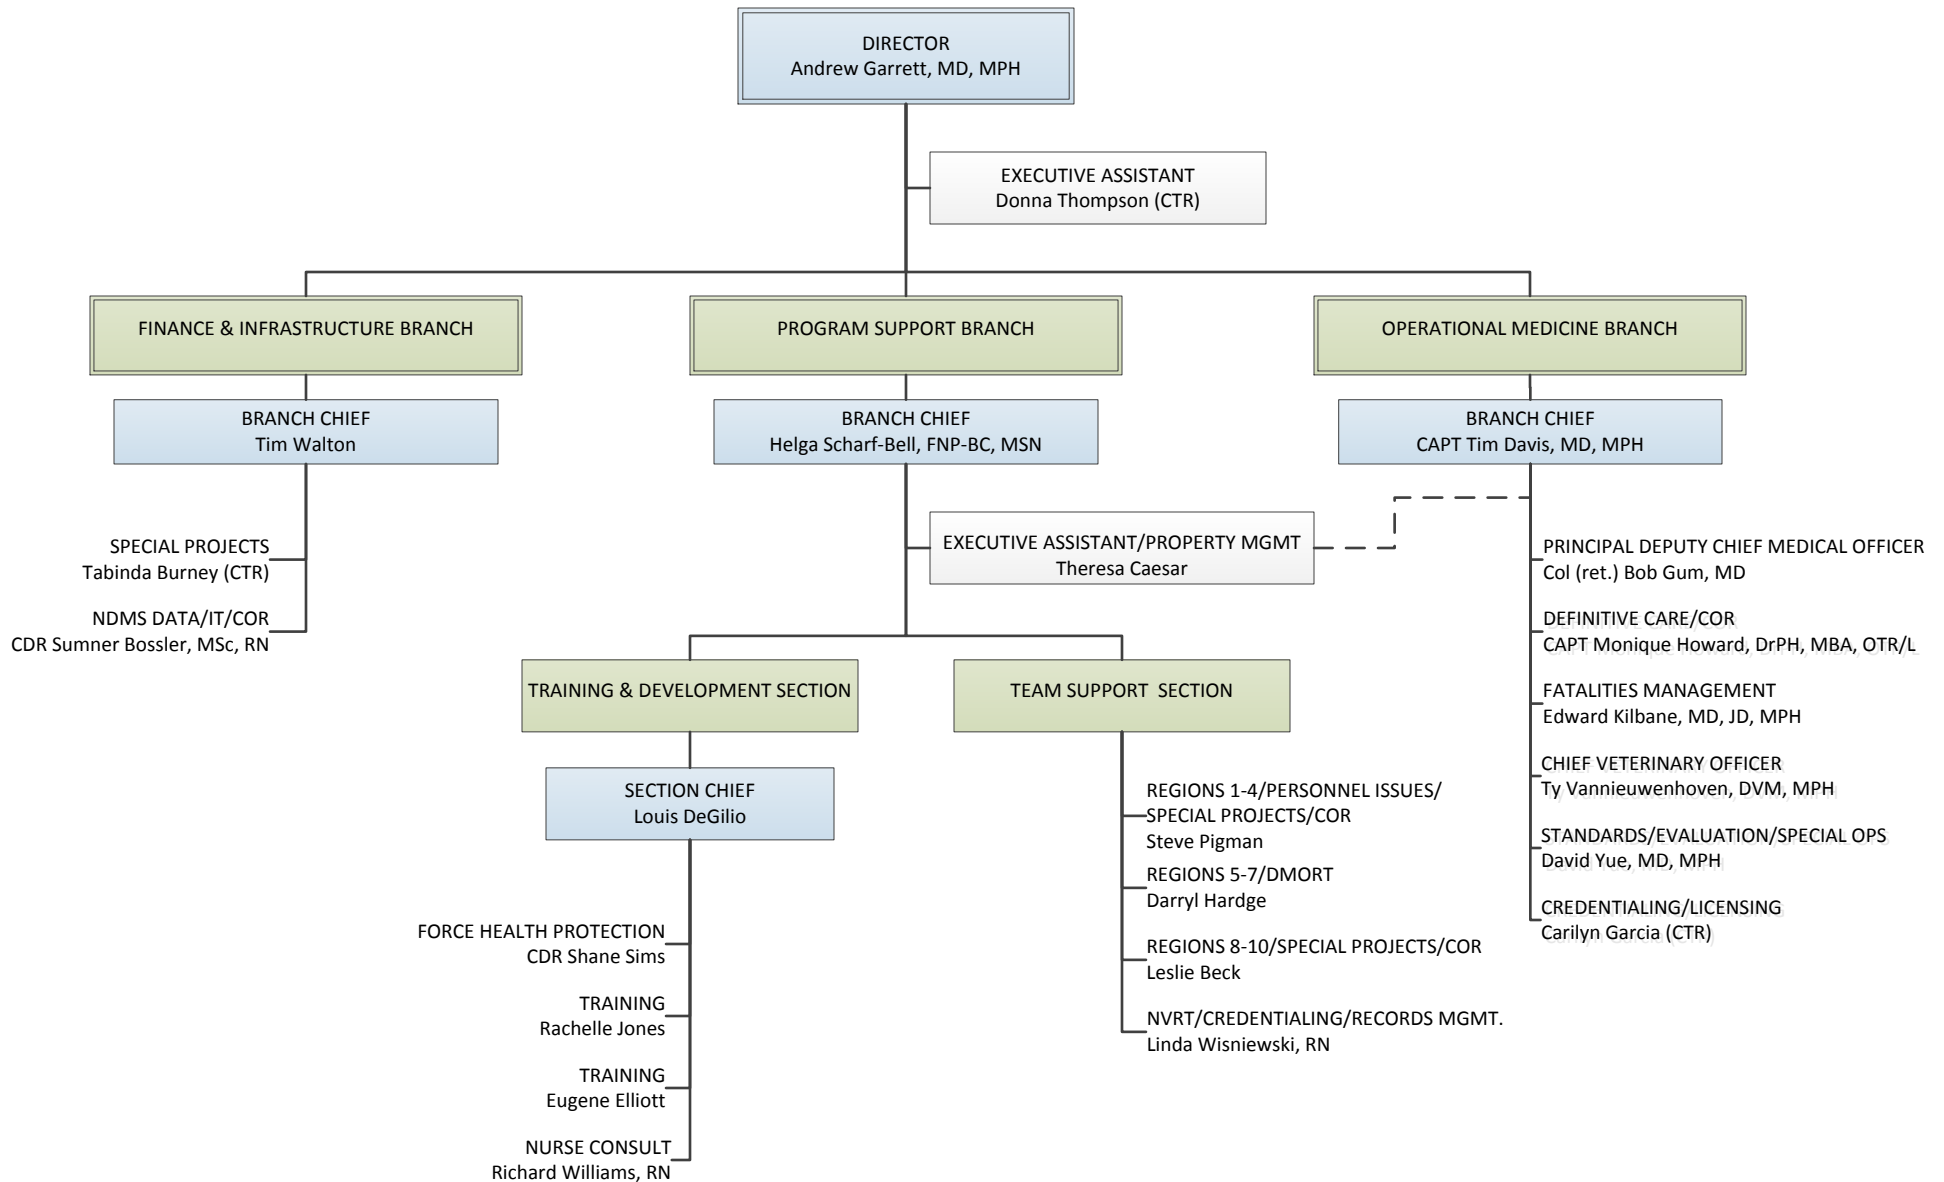 DIRECTOR
Andrew Garrett, MD, MPH
EXECUTIVE ASSISTANT
Donna Thompson (CTR)
FINANCE & INFRASTRUCTURE BRANCH
BRANCH CHIEF
Tim Walton
SPECIAL PROJECTS
Tabinda Burney (CTR)
NDMS DATA/IT/COR
CDR Sumner Bossler, MSc, RN
PROGRAM SUPPORT BRANCH
BRANCH CHIEF
Helga Scharf-Bell, FNP-BC, MSN
EXECUTIVE ASSISTANT/PROPERTY MGMT
Theresa Caesar
TRAINING & DEVELOPMENT SECTION
SECTION CHIEF
Louis DeGilio
FORCE HEALTH PROTECTION
CDR Shane Sims
TRAINING
Rachelle Jones
TRAINING
Eugene Elliott
NURSE CONSULT
Richard Williams, RN
TEAM SUPPORT SECTION
REGIONS 1-4/PERSONNEL ISSUES/
SPECIAL PROJECTS/COR
Steve Pigman
REGIONS 5-7/DMORT
Darryl Hardge
REGIONS 8-10/SPECIAL PROJECTS/COR
Leslie Beck
NVRT/CREDENTIALING/RECORDS MGMT.
Linda Wisniewski, RN
OPERATIONAL MEDICINE BRANCH
BRANCH CHIEF
CAPT Tim Davis, MD, MPH
PRINCIPAL DEPUTY CHIEF MEDICAL OFFICER
Col (ret.) Bob Gum, MD
DEFINITIVE CARE/COR
CAPT Monique Howard, DrPH, MBA, OTR/L
FATALITIES MANAGEMENT
Edward Kilbane, MD, JD, MPH
CHIEF VETERINARY OFFICER
Ty Vannieuwenhoven, DVM, MPH
STANDARDS/EVALUATION/SPECIAL OPS
David Yue, MD, MPH
CREDENTIALING/LICENSING
Carilyn Garcia (CTR)